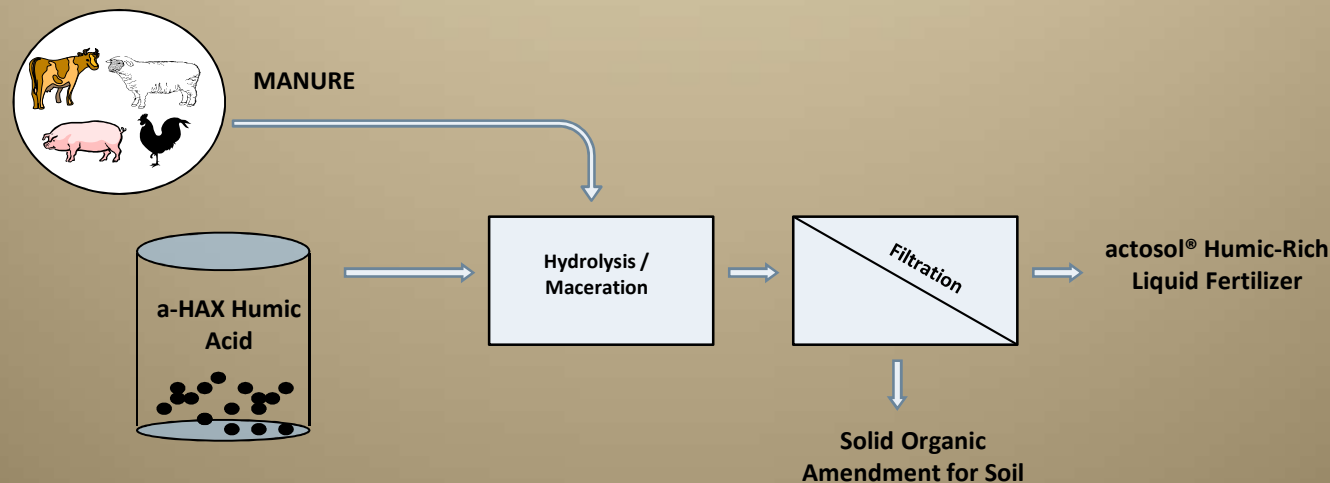 MANURE
a-HAX Humic
Acid
Hydrolysis /
Maceration
Filtration
actosol® Humic-Rich
Liquid Fertilizer
Solid Organic
Amendment for Soil